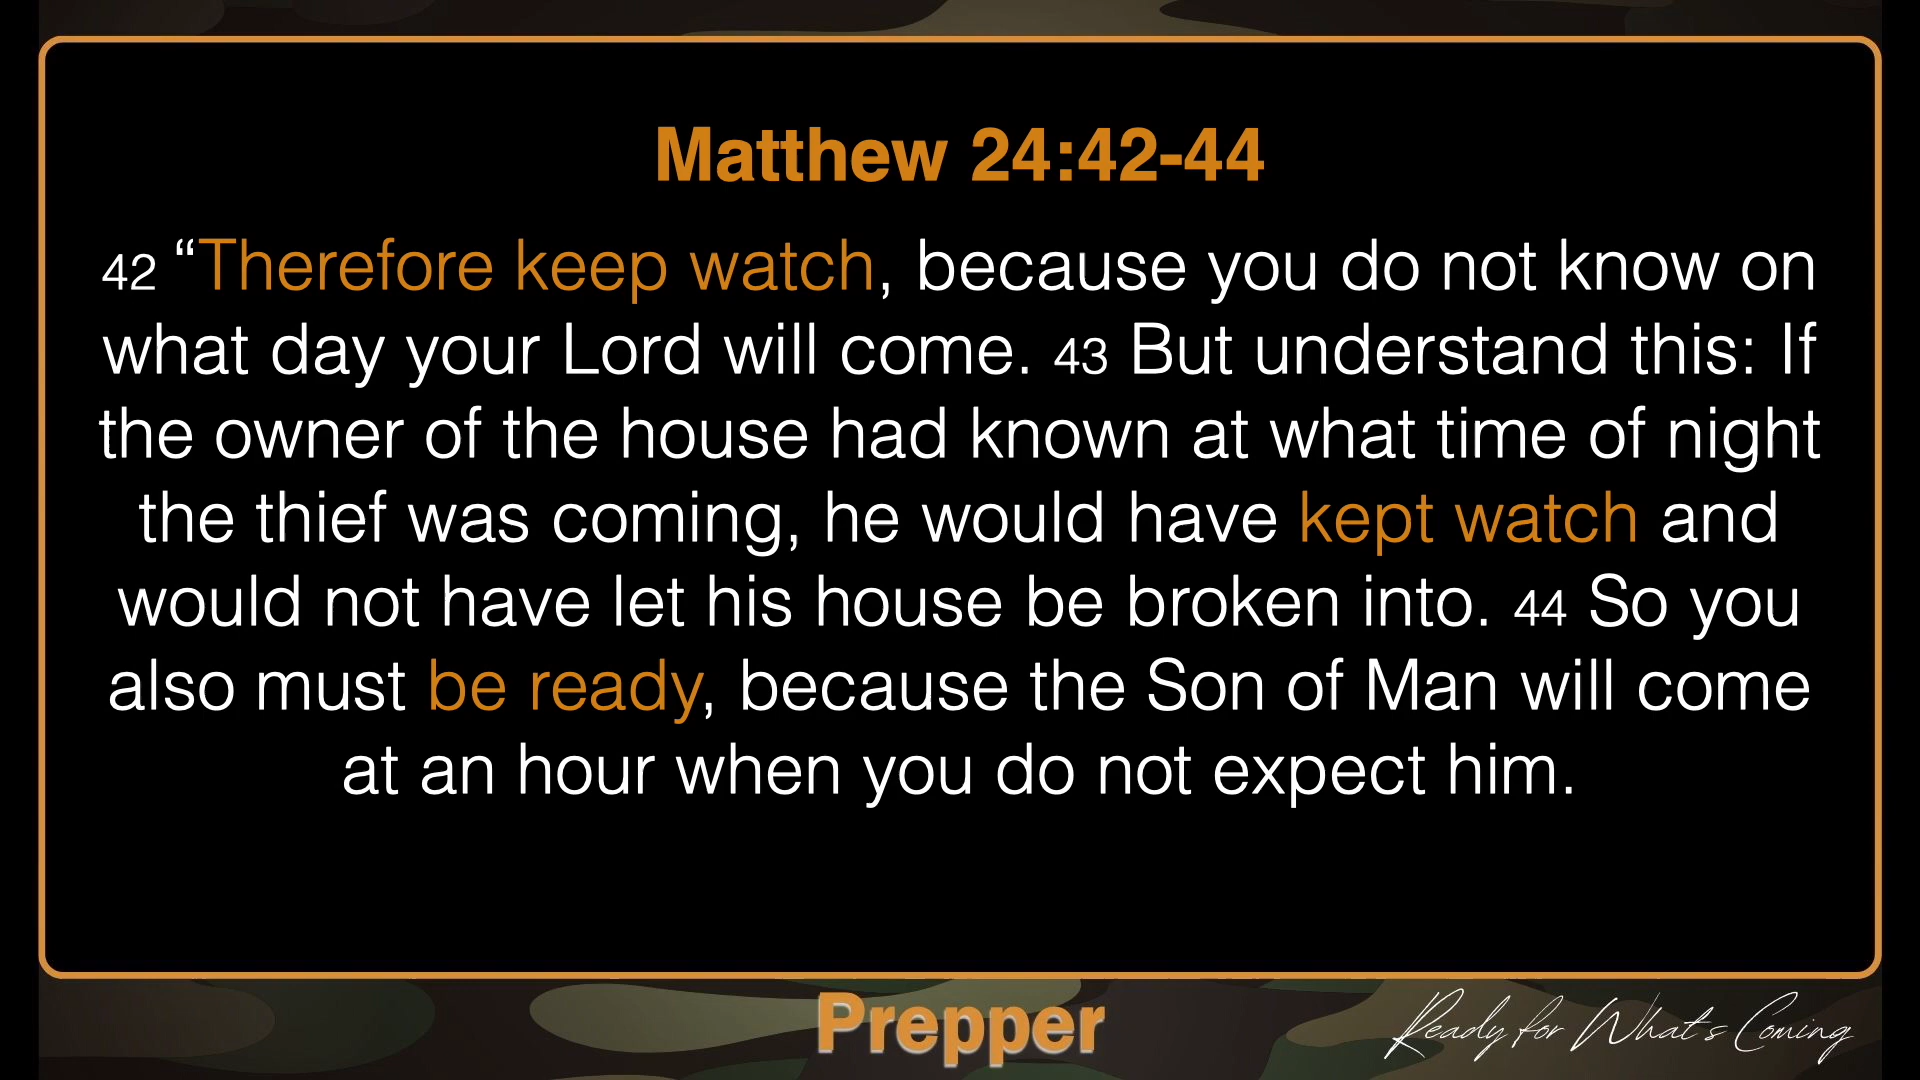 Matthew 24:42-44
42 “Therefore keep watch, because you do not know on
what day your Lord will come. 43 But understand this: If
the owner of the house had known at what time of night
the thief was coming, he would have kept watch and
would not have let his house be broken into. 44 So you
also must be ready, because the Son of Man will come
at an hour when you do not expect him.
Prepper
Ready for What's Coming